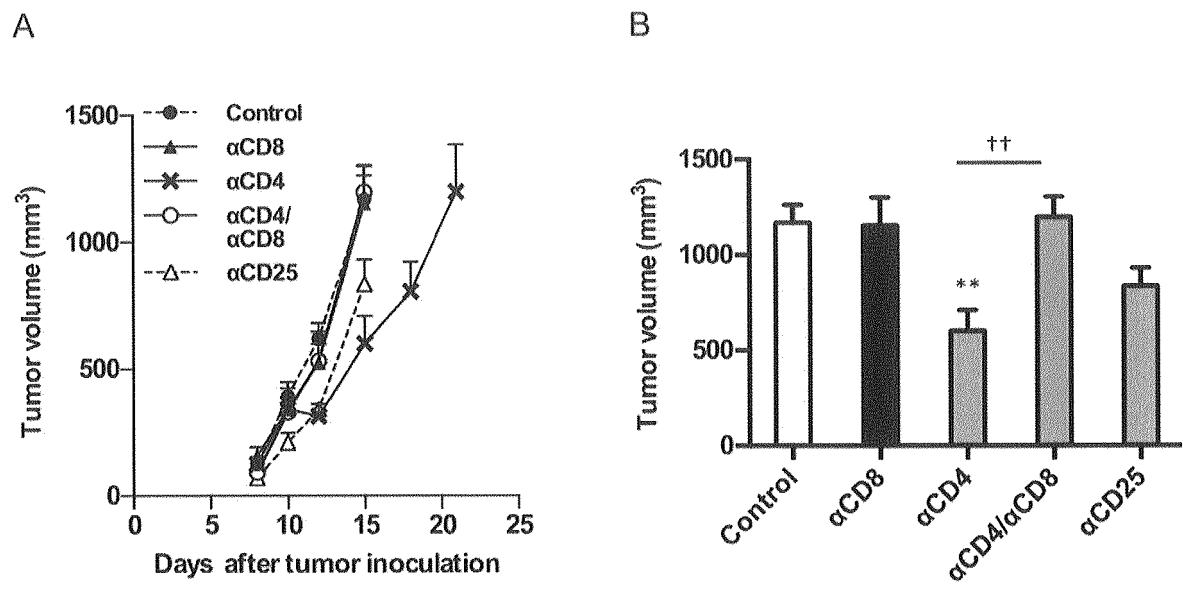 A
1500
1000
500
0
Tumor volume (mm3)
Control
αCD8
αCD4
αCD4/
αCD8
αCD25
0 5 10 15 20 25
Days after tumor inoculation
B
††
1500
1000
500
0
Tumor volume (mm3)
**
Control
αCD8
αCD4
αCD4/αCD8
αCD25